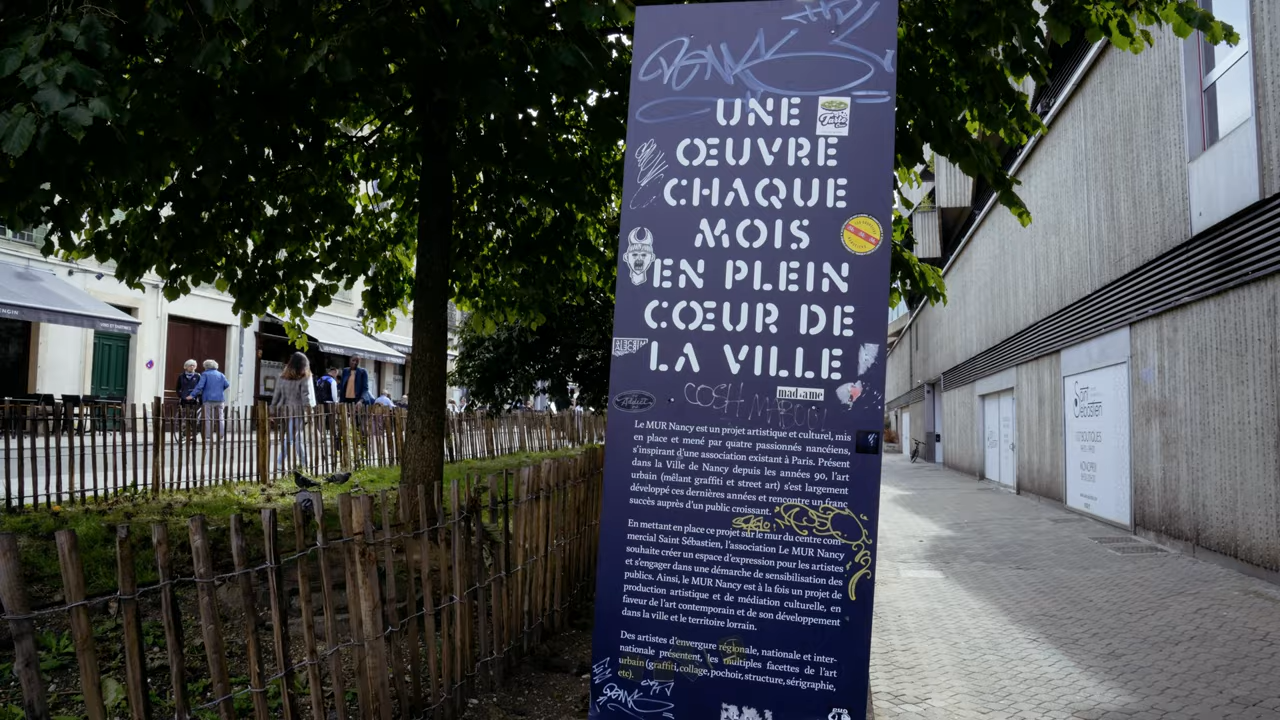 UNE
ŒUVRE
CHAQUE
MOIS
EN PLEIN
CŒUR DE
LA VILLE
mad&ame
COSH
Le MUR Nancy est un projet artistique et culturel, mis
en place et mené par quatre passionnés nancéiens,
s'inspirant d'une association existant à Paris. Présent
dans la Ville de Nancy depuis les années 90, l'art
urbain (mêlant graffiti et street art) s'est largement
développé ces dernières années et rencontre un franc
succès auprès d'un public croissant.
En mettant en place ce projet sur le mur du centre com-
mercial Saint Sébastien, l'association Le MUR Nancy
souhaite créer un espace d'expression pour les artistes
et s'engager dans une démarche de sensibilisation des
publics. Ainsi, le MUR Nancy est à la fois un projet de
production artistique et de médiation culturelle, en
faveur de l'art contemporain et de son développement
dans la ville et le territoire lorrain.
Des artistes d'envergure régionale, nationale et inter-
nationale présentent, les multiples facettes de l'art
urbain (graffiti, collage, pochoir, structure, sérigraphie,
etc).
Saint
Sébastien
BOUTIQUES
MONOPRIX